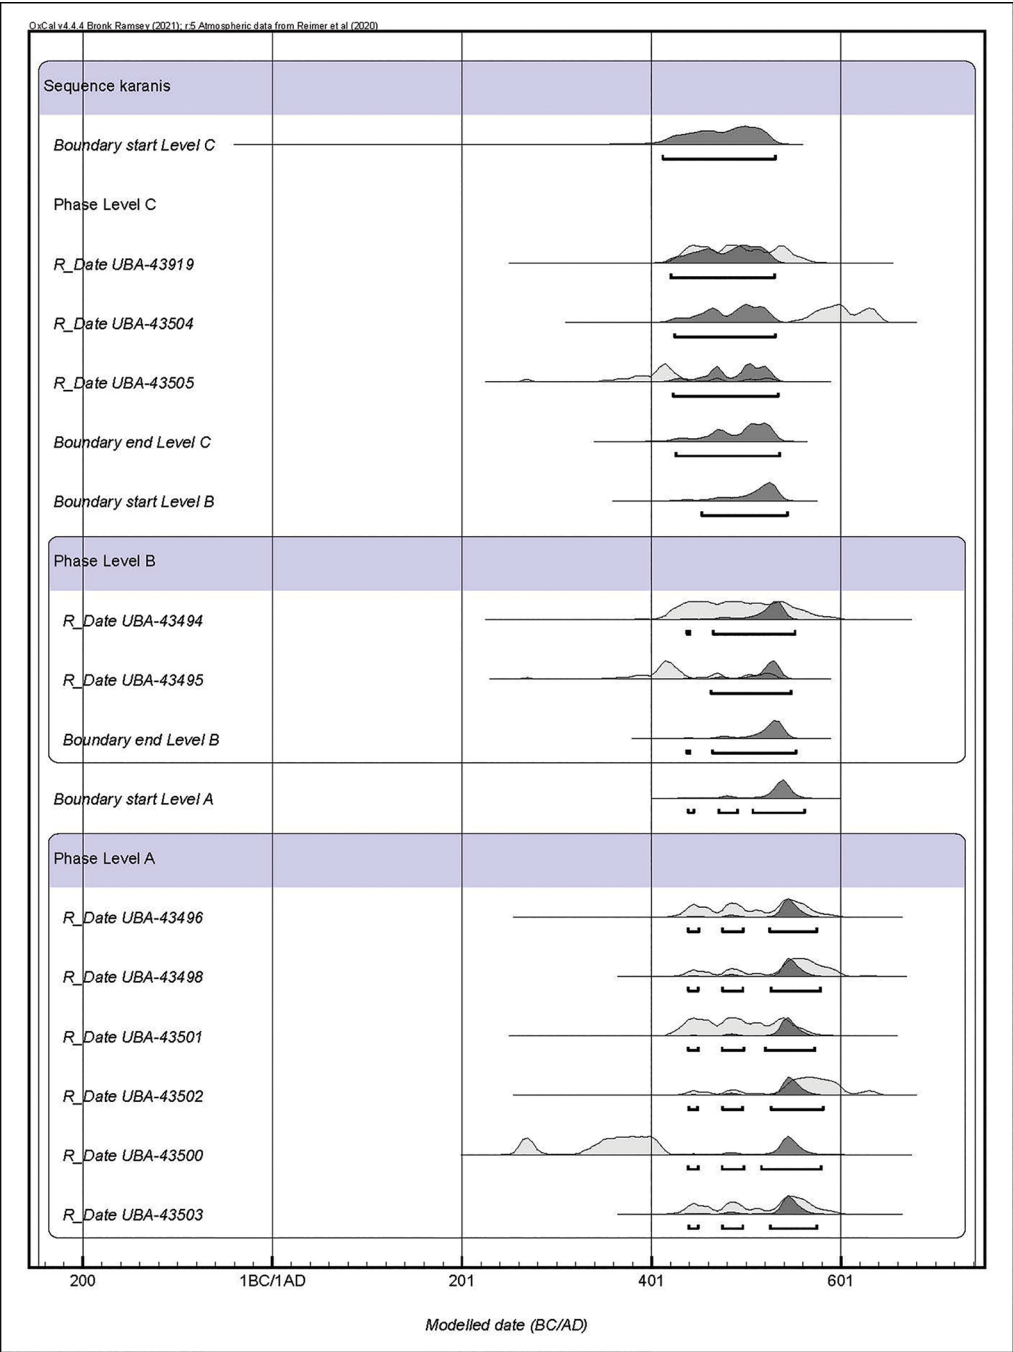 OxCal v4.4.4 Bronk Ramsey (2021); r:5 Atmospheric data from Reimer et al (2020)
Sequence karanis
Boundary start Level C
Phase Level C
R_Date UBA-43919
R_Date UBA-43504
R_Date UBA-43505
Boundary end Level C
Boundary start Level B
Phase Level B
R_Date UBA-43494
R_Date UBA-43495
Boundary end Level B
Boundary start Level A
Phase Level A
R_Date UBA-43496
R_Date UBA-43498
R_Date UBA-43501
R_Date UBA-43502
R_Date UBA-43500
R_Date UBA-43503
200 1BC/1AD 201 401 601
Modelled date (BC/AD)